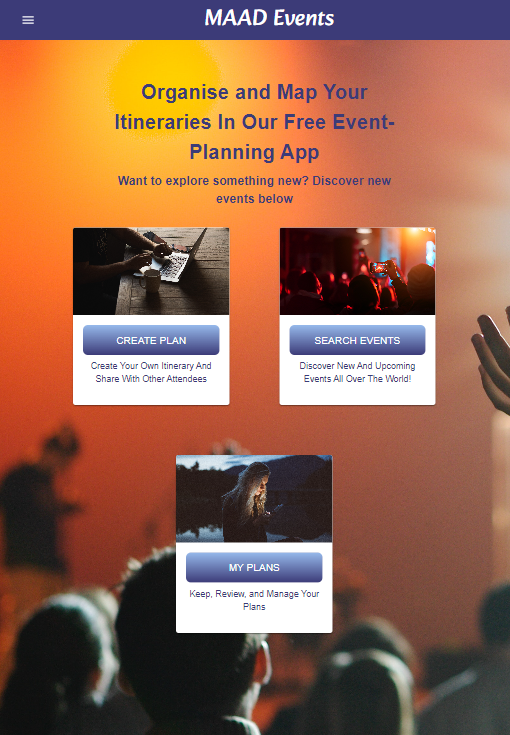 MAAD Events
Organise and Map Your
Itineraries In Our Free Event-
Planning App
Want to explore something new? Discover new
events below
CREATE PLAN
Create Your Own Itinerary And
Share With Other Attendees
SEARCH EVENTS
Discover New And Upcoming
Events All Over The World!
MY PLANS
Keep, Review, and Manage Your
Plans